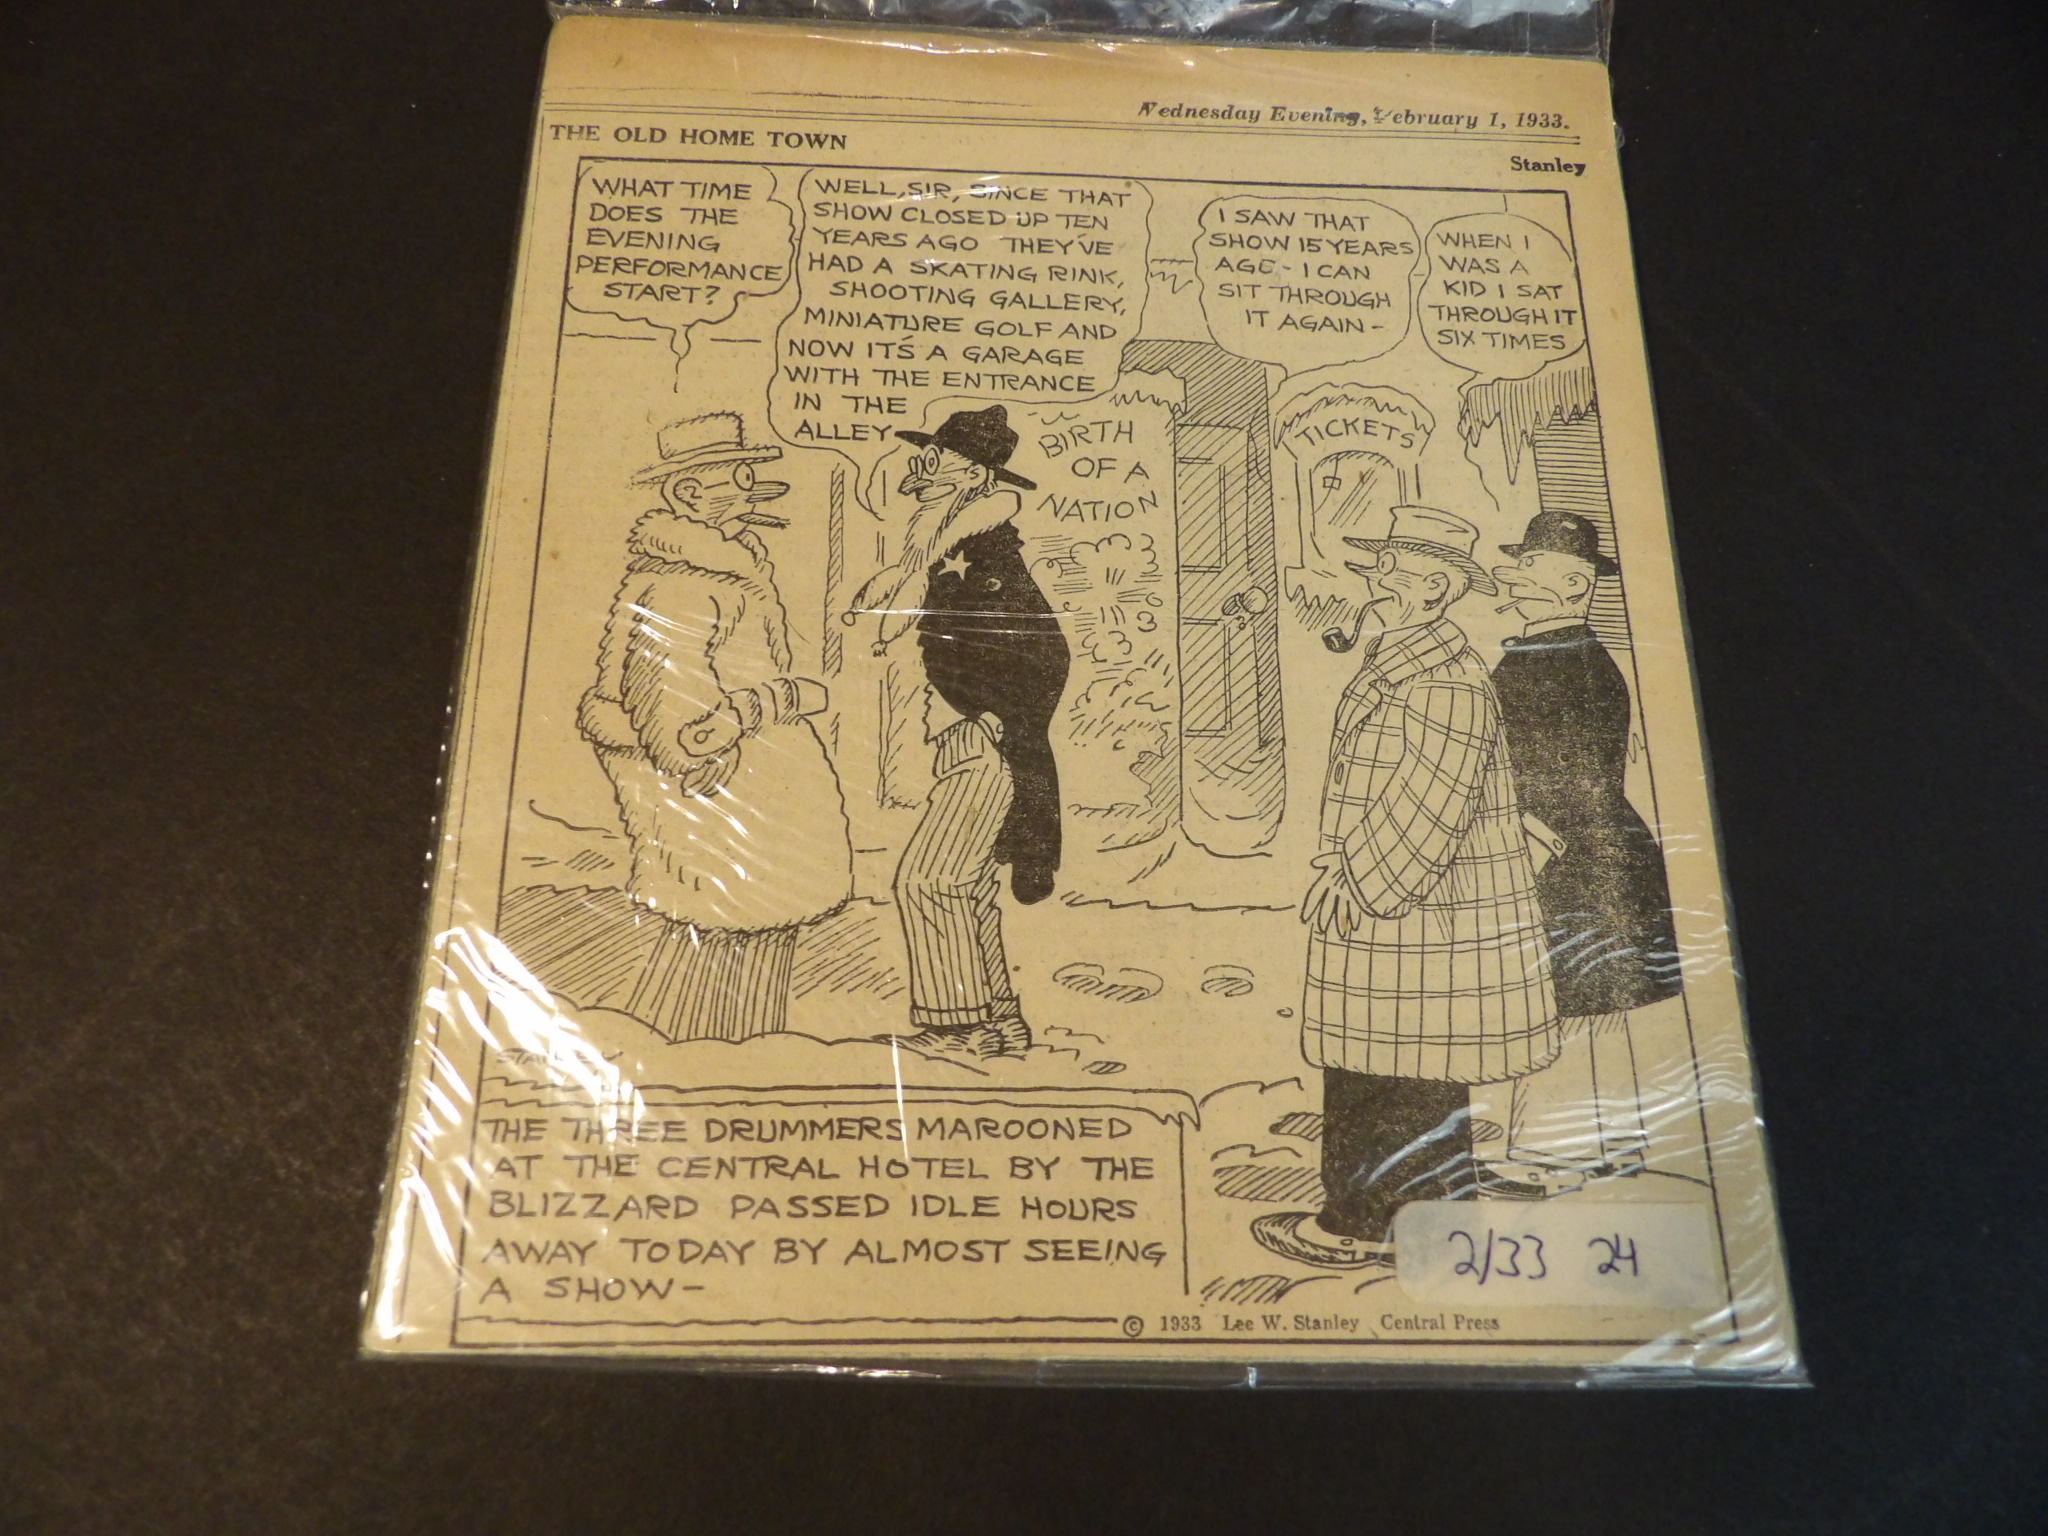 Wednesday Evening, February 1, 1933.
THE OLD HOME TOWN
Stanley
WHAT TIME
DOES THE
EVENING
PERFORMANCE
START?
WELL, SIR, SINCE THAT
SHOW CLOSED UP TEN
YEARS AGO THEY'VE
HAD A SKATING RINK,
SHOOTING GALLERY,
MINIATURE GOLF AND
NOW IT'S A GARAGE
WITH THE ENTRANCE
IN THE
ALLEY
I SAW THAT
SHOW 15 YEARS
AGO - I CAN
SIT THROUGH
IT AGAIN -
WHEN I
WAS A
KID I SAT
THROUGH IT
SIX TIMES
BIRTH
OF A
NATION
TICKETS
STANLEY
THE THREE DRUMMERS MAROONED
AT THE CENTRAL HOTEL BY THE
BLIZZARD PASSED IDLE HOURS
AWAY TODAY BY ALMOST SEEING
A SHOW -
2/33 24
© 1933 Lee W. Stanley Central Press